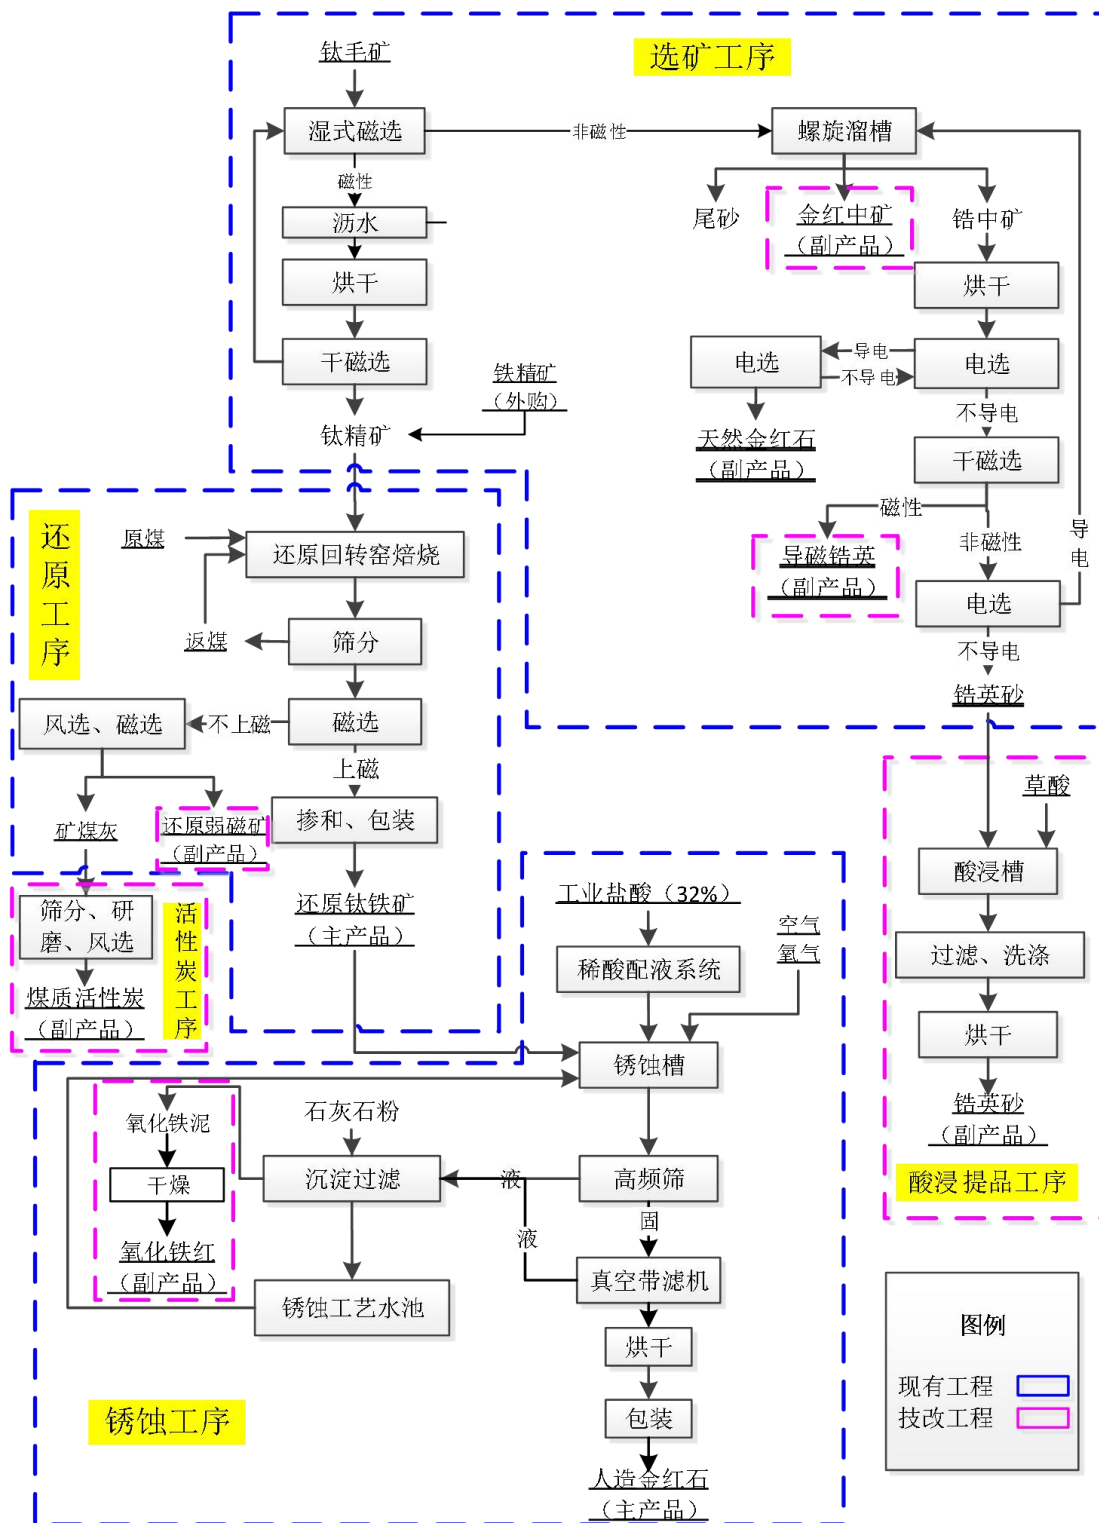 选矿工序
钛毛矿
湿式磁选
非磁性
螺旋溜槽
磁性
沥水
烘干
干磁选
钛精矿
铁精矿
（外购）
尾砂
金红中矿
（副产品）
锆中矿
烘干
电选
导电
不导电
电选
天然金红石
（副产品）
不导电
干磁选
磁性
导磁锆英
（副产品）
非磁性
电选
导电
不导电
锆英砂
还原工序
原煤
还原回转窑焙烧
返煤
筛分
风选、磁选
不上磁
磁选
上磁
矿煤灰
还原弱磁矿
（副产品）
掺和、包装
还原钛铁矿
（主产品）
活性炭工序
筛分、研
磨、风选
煤质活性炭
（副产品）
草酸
酸浸槽
过滤、洗涤
烘干
锆英砂
（副产品）
酸浸提品工序
工业盐酸（32%）
稀酸配液系统
空气
氧气
锈蚀槽
石灰石粉
氧化铁泥
干燥
氧化铁红
（副产品）
沉淀过滤
液
高频筛
固
液
真空带滤机
锈蚀工艺水池
烘干
包装
人造金红石
（主产品）
锈蚀工序
图例
现有工程
技改工程